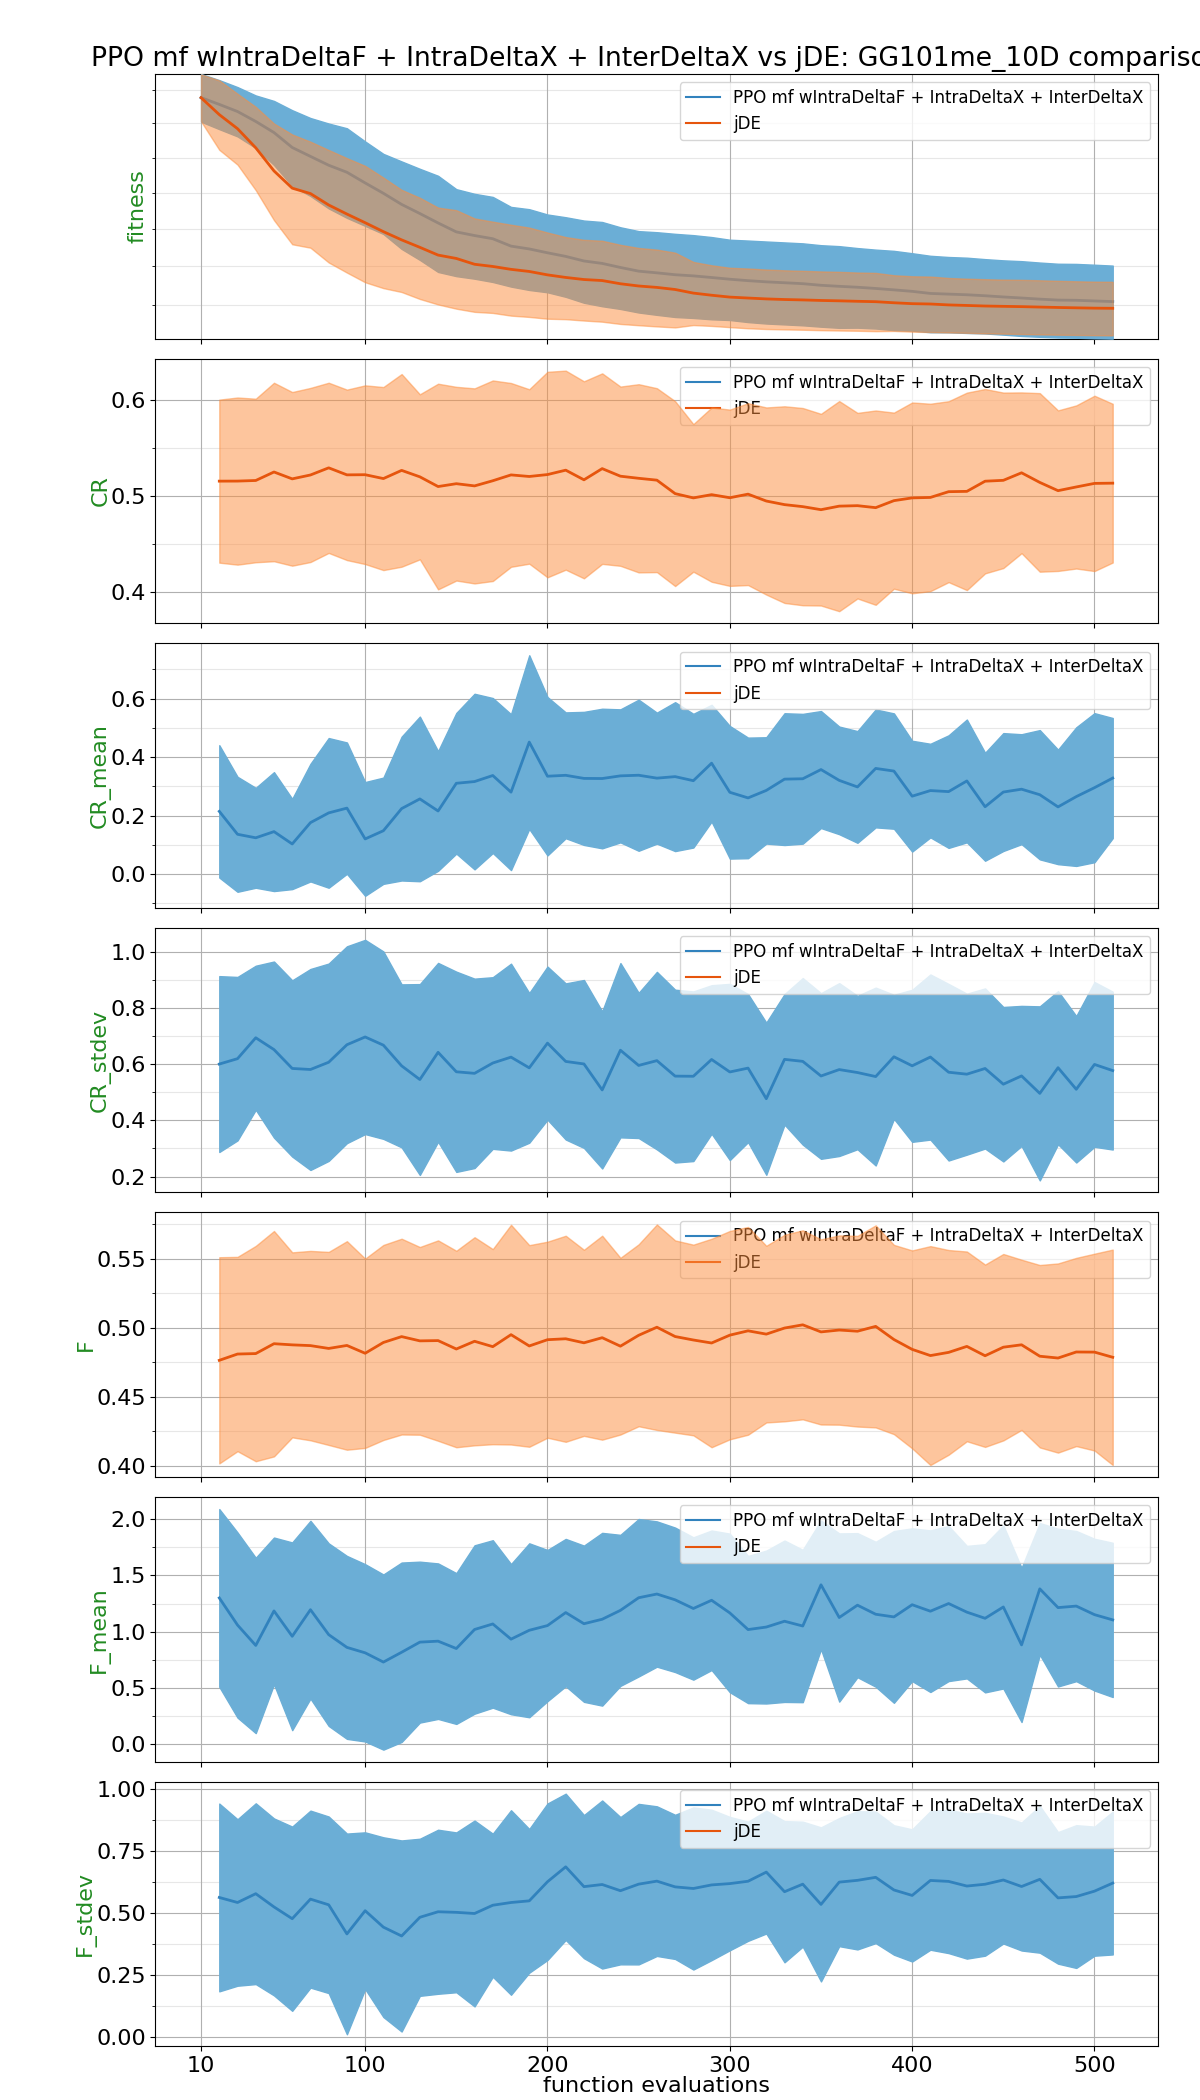 PPO mf wIntraDeltaF + IntraDeltaX + InterDeltaX vs jDE: GG101me_10D comparis
fitness
PPO mf wIntraDeltaF + IntraDeltaX + InterDeltaX
jDE
CR
0.6
0.5
0.4
PPO mf wIntraDeltaF + IntraDeltaX + InterDeltaX
jDE
CR_mean
0.6
0.4
0.2
0.0
PPO mf wIntraDeltaF + IntraDeltaX + InterDeltaX
jDE
CR_stdev
1.0
0.8
0.6
0.4
0.2
PPO mf wIntraDeltaF + IntraDeltaX + InterDeltaX
jDE
F
0.55
0.50
0.45
0.40
PPO mf wIntraDeltaF + IntraDeltaX + InterDeltaX
jDE
F_mean
2.0
1.5
1.0
0.5
0.0
PPO mf wIntraDeltaF + IntraDeltaX + InterDeltaX
jDE
F_stdev
1.00
0.75
0.50
0.25
0.00
PPO mf wIntraDeltaF + IntraDeltaX + InterDeltaX
jDE
10 100 200 300 400 500
function evaluations